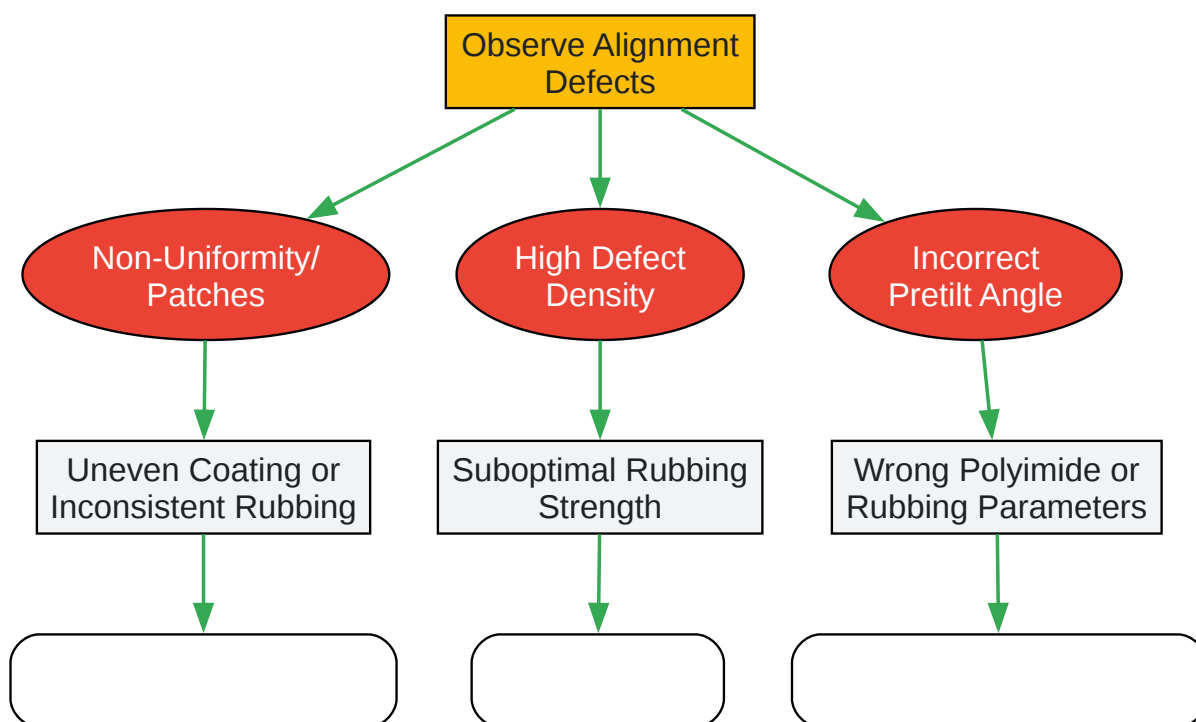 Observe Alignment
Defects
Non-Uniformity/
Patches
High Defect
Density
Incorrect
Pretilt Angle
Uneven Coating or
Inconsistent Rubbing
Suboptimal Rubbing
Strength
Wrong Polyimide or
Rubbing Parameters